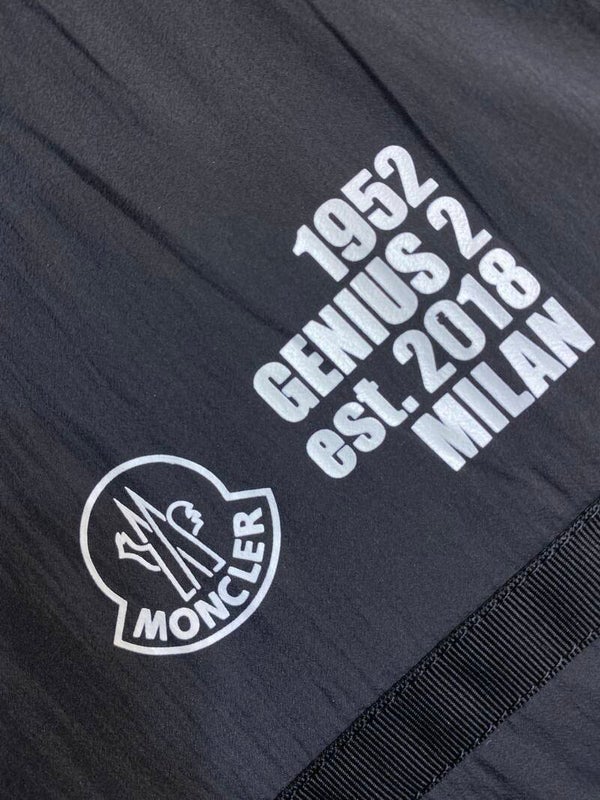 1952
GENIUS 2
est. 2018
MILAN
MONCLER